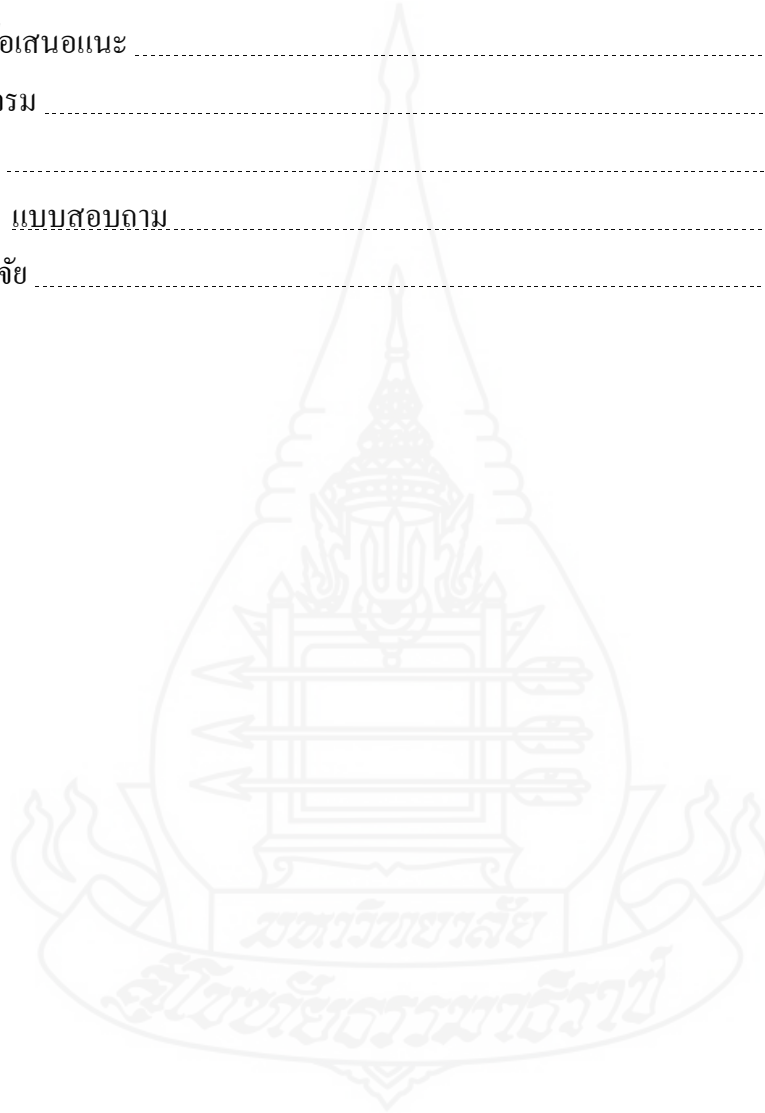 อเสนอแนะ
รม
แบบสอบถาม
จัย
มหาวิทยาลัย
สุโขทัยธรรมาธิราช